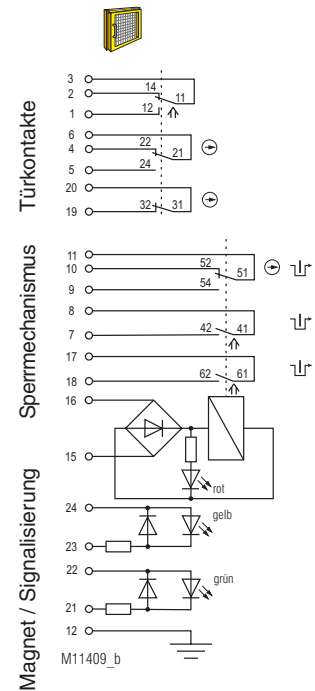 Türkontakte
3
2 14
11
1 12
6
4 22
21
5 24
20
19 32 31
Sperrmechanismus
11
10 52
51
9 54
8
7 42 41
17
18 62 61
Magnet / Signalisierung
16
15
rot
24
gelb
23
22
grün
21
12
M11409_b